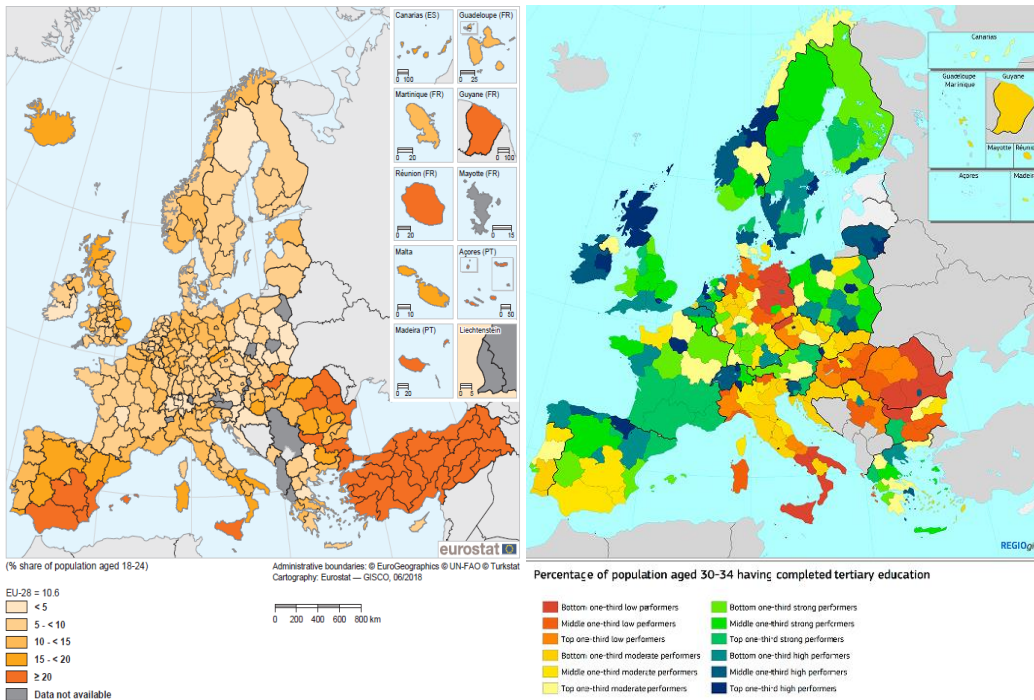 Canarias (ES)
0 100
Guadeloupe (FR)
0 25
Martinique (FR)
0 20
Guyane (FR)
0 100
Réunion (FR)
0 20
Mayotte (FR)
0 15
Malta
0 10
Açores (PT)
0 50
Madeira (PT)
0 20
Liechtenstein
0 5
eurostat
(% share of population aged 18-24)
Administrative boundaries: © EuroGeographics © UN-FAO © Turkstat
Cartography: Eurostat — GISCO, 06/2018
EU-28 = 10.6
< 5
5 - < 10
10 - < 15
15 - < 20
≥ 20
Data not available
0 200 400 600 800 km
Canarias
Guadeloupe
Martinique
Guyane
Mayotte
Réunio
Açores
Madeir
REGIOgi
Percentage of population aged 30-34 having completed tertiary education
Bottom one-third low performers
Middle one-third low performers
Top one-third low performers
Bottom one-third moderate performers
Middle one-third moderate performers
Top one-third moderate performers
Bottom one-third strong performers
Middle one-third strong performers
Top one-third strong performers
Bottom one-third high performers
Middle one-third high performers
Top one-third high performers